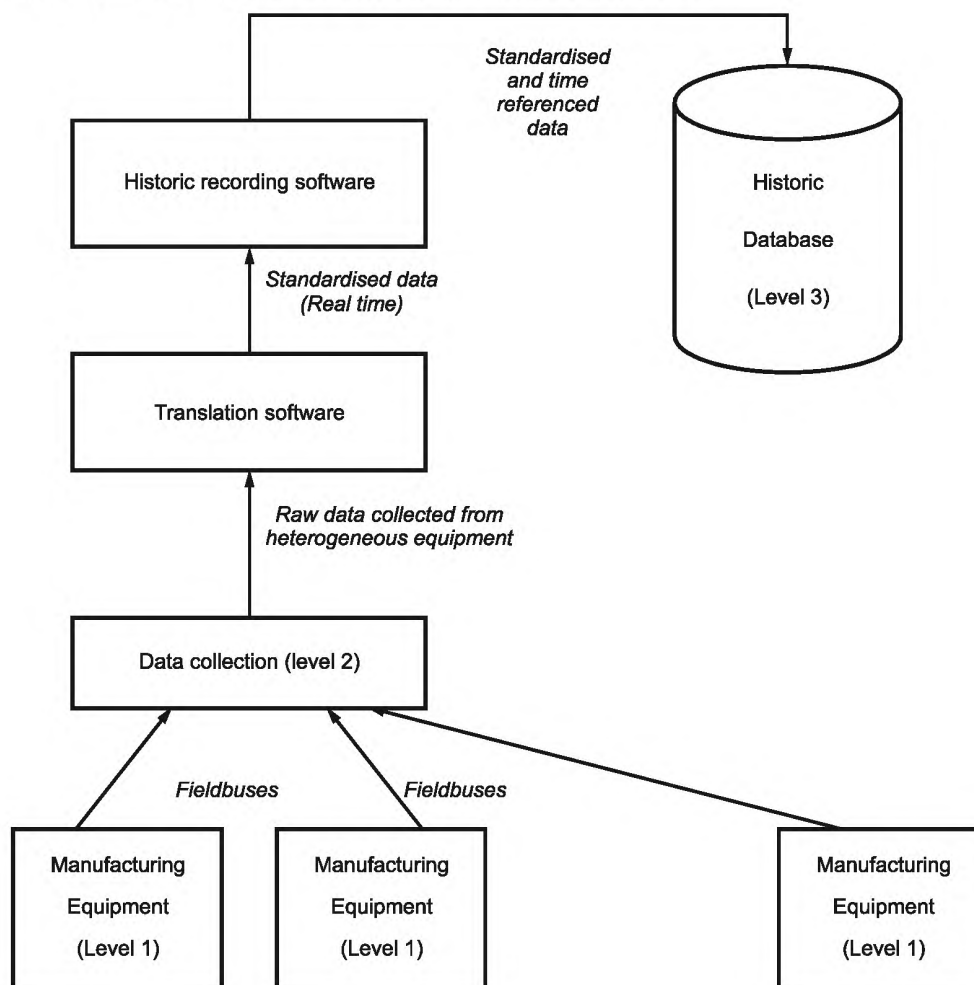 Standardised
and time
referenced
data
Historic recording software
Historic
Database
(Level 3)
Standardised data
(Real time)
Translation software
Raw data collected from
heterogeneous equipment
Data collection (level 2)
Fieldbuses
Fieldbuses
Manufacturing
Equipment
(Level 1)
Manufacturing
Equipment
(Level 1)
Manufacturing
Equipment
(Level 1)